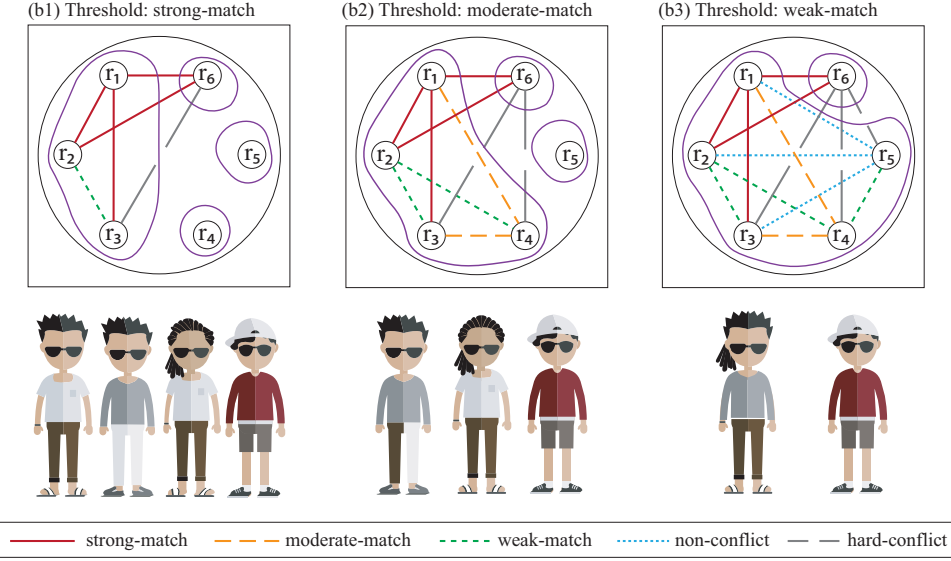 (b1) Threshold: strong-match
(b2) Threshold: moderate-match
(b3) Threshold: weak-match
r₁ r₆
r₂ r₅
r₃ r₄
r₁ r₆
r₂ r₅
r₃ r₄
r₁ r₆
r₂ r₅
r₃ r₄
strong-match moderate-match weak-match non-conflict hard-conflict